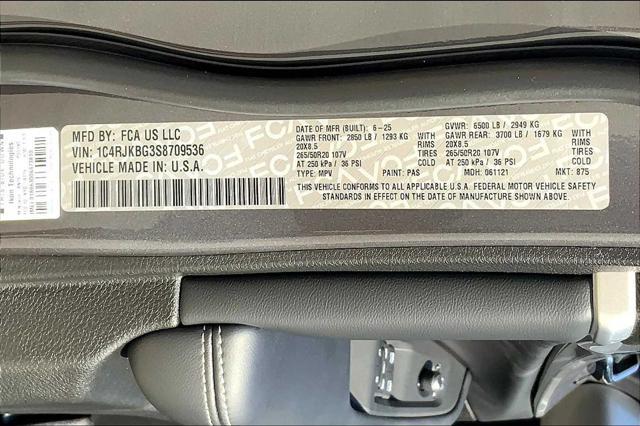 MFD BY: FCA US LLC
VIN: 1C4RJKBG3S8709536
VEHICLE MADE IN: U.S.A.
DATE OF MFR (BUILT): 6-25 GVWR: 6500 LB / 2949 KG
GAWR FRONT: 2850 LB / 1293 KG WITH GAWR REAR: 3700 LB / 1679 KG WITH
20X8.5 RIMS 20X8.5 RIMS
265/50R20 107V TIRES 265/50R20 107V TIRES
AT 250 kPa / 36 PSI COLD AT 250 kPa / 36 PSI COLD
TYPE: MPV PAINT: PAS MDH: 061121 MKT: 875
THIS VEHICLE CONFORMS TO ALL APPLICABLE U.S.A. FEDERAL MOTOR VEHICLE SAFETY
STANDARDS IN EFFECT ON THE DATE OF MANUFACTURE SHOWN ABOVE.